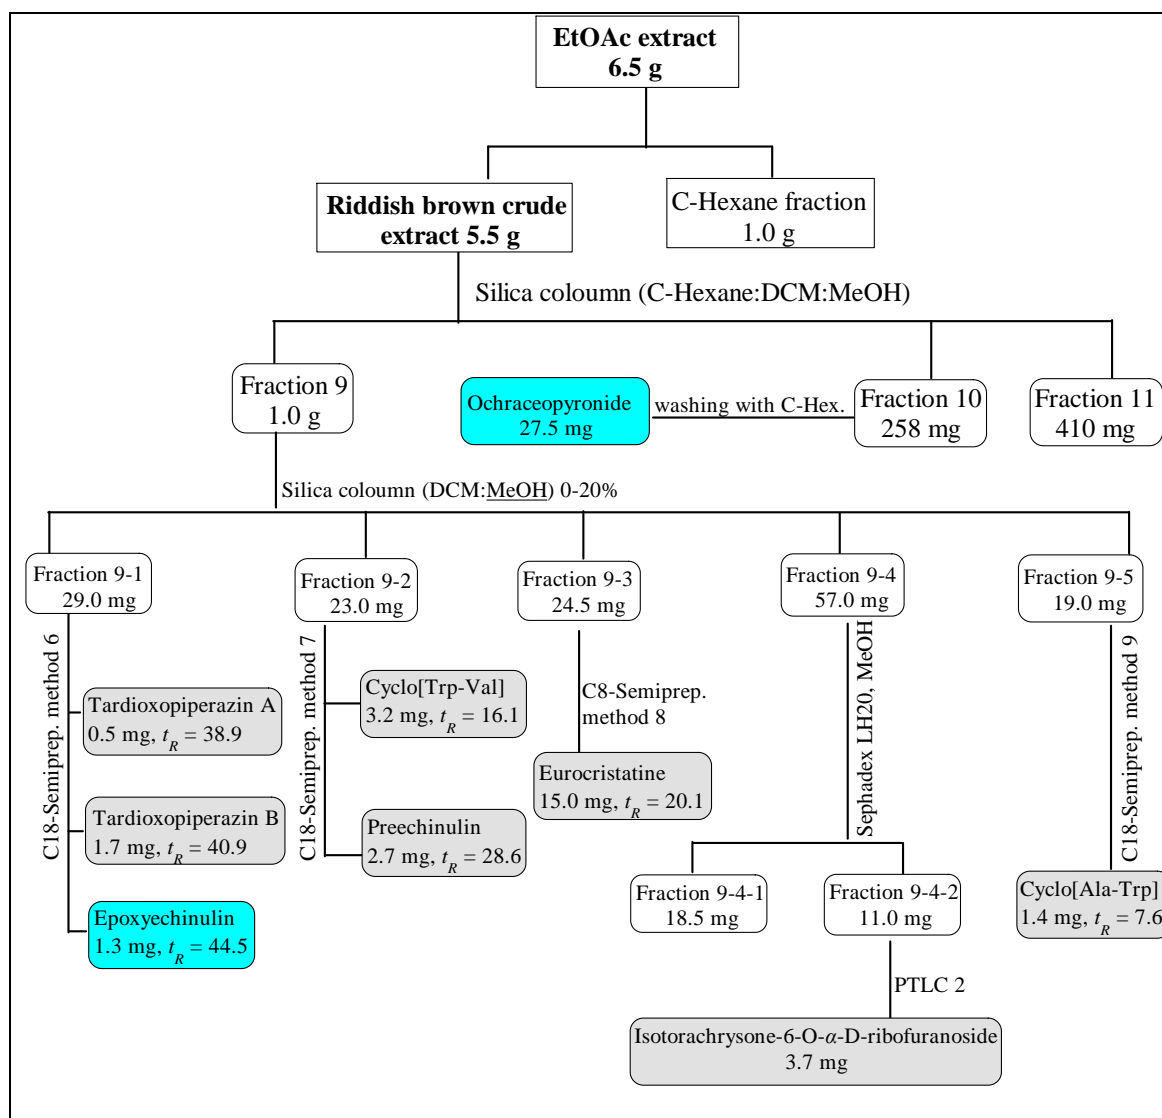 EtOAc extract
6.5 g
Riddish brown crude
extract 5.5 g
C-Hexane fraction
1.0 g
Silica coloumn (C-Hexane:DCM:MeOH)
Fraction 9
1.0 g
Ochraceopyronide
27.5 mg
washing with C-Hex.
Fraction 10
258 mg
Fraction 11
410 mg
Silica coloumn (DCM:MeOH) 0-20%
Fraction 9-1
29.0 mg
Fraction 9-2
23.0 mg
Fraction 9-3
24.5 mg
Fraction 9-4
57.0 mg
Fraction 9-5
19.0 mg
C18-Semiprep. method 6
Tardioxopiperazin A
0.5 mg, tR = 38.9
Tardioxopiperazin B
1.7 mg, tR = 40.9
Epoxyechinulin
1.3 mg, tR = 44.5
C18-Semiprep. method 7
Cyclo[Trp-Val]
3.2 mg, tR = 16.1
Preechinulin
2.7 mg, tR = 28.6
C8-Semiprep.
method 8
Eurocristatine
15.0 mg, tR = 20.1
Sephadex LH20, MeOH
Fraction 9-4-1
18.5 mg
Fraction 9-4-2
11.0 mg
PTLC 2
Isotorachrysone-6-O-α-D-ribofuranoside
3.7 mg
C18-Semiprep. method 9
Cyclo[Ala-Trp]
1.4 mg, tR = 7.6